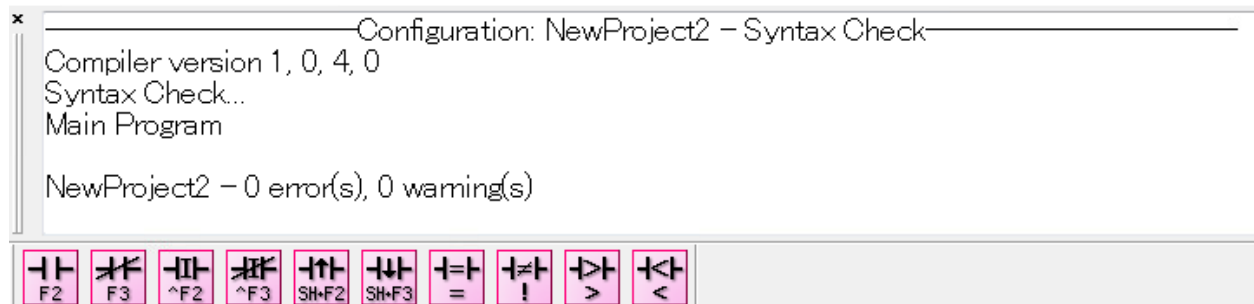 Configuration: NewProject2 - Syntax Check
Compiler version 1, 0, 4, 0
Syntax Check...
Main Program
NewProject2 - 0 error(s), 0 warning(s)
F2 F3 ^F2 ^F3 SH+F2 SH+F3 = ! > <